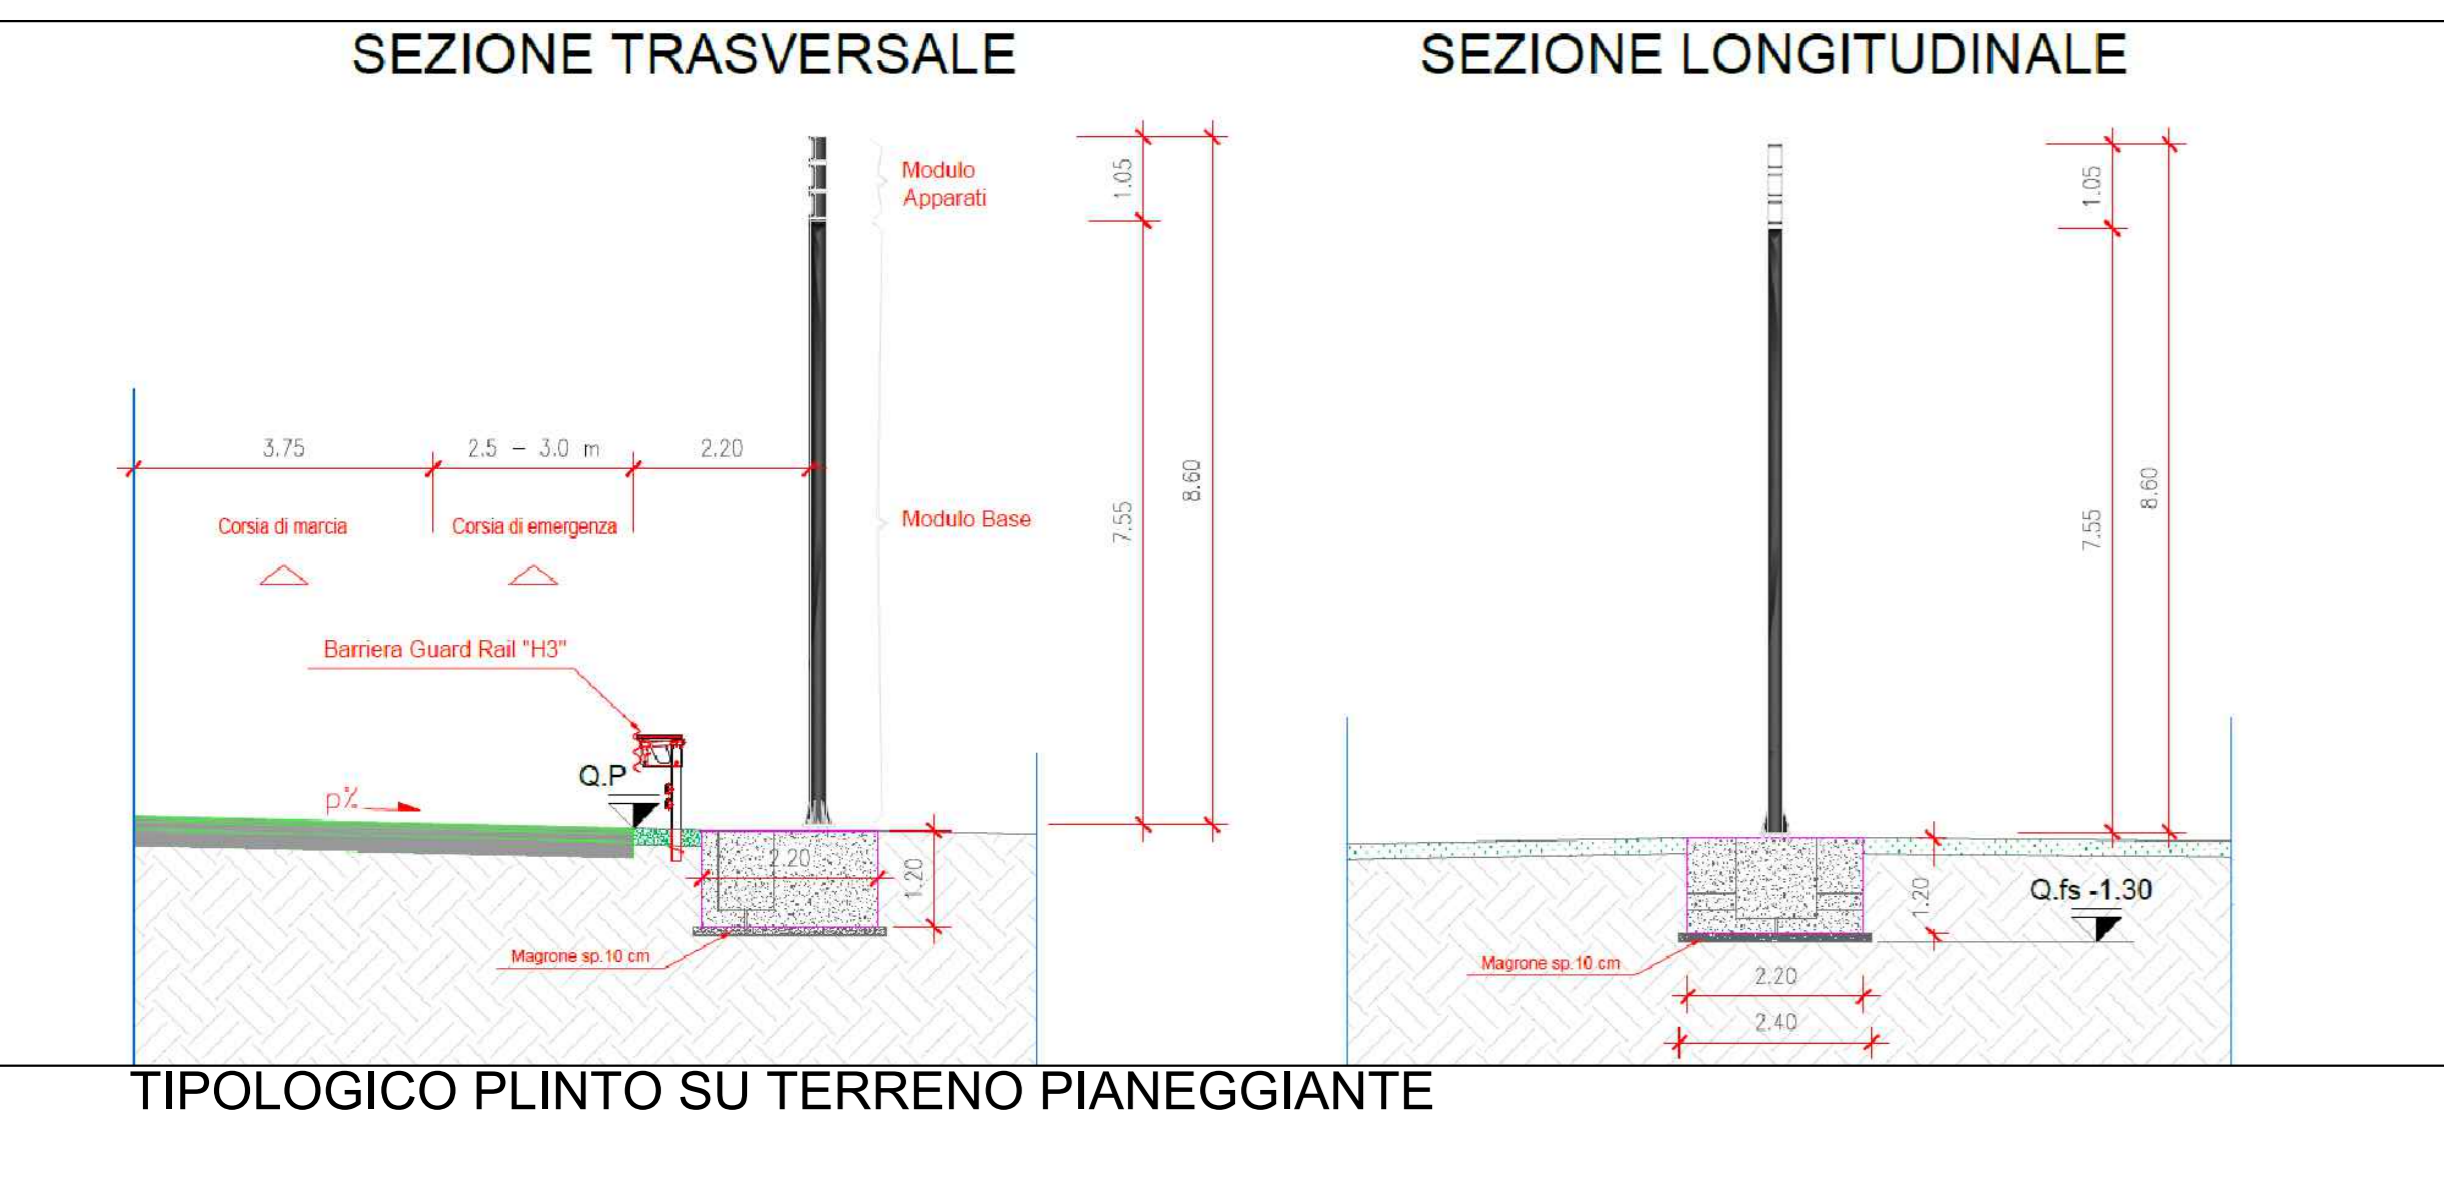 SEZIONE TRASVERSALE
SEZIONE LONGITUDINALE
Modulo
Apparati
1.05
1.05
3.75
2.5 – 3.0 m
2.20
8.60
8.60
Corsia di marcia
Corsia di emergenza
Modulo Base
7.55
7.55
Barriera Guard Rail "H3"
Q.P
p%
2.20
1.20
1.20
Q.fs -1.30
Magrone sp.10 cm
Magrone sp.10 cm
2.20
2.40
TIPOLOGICO PLINTO SU TERRENO PIANEGGIANTE